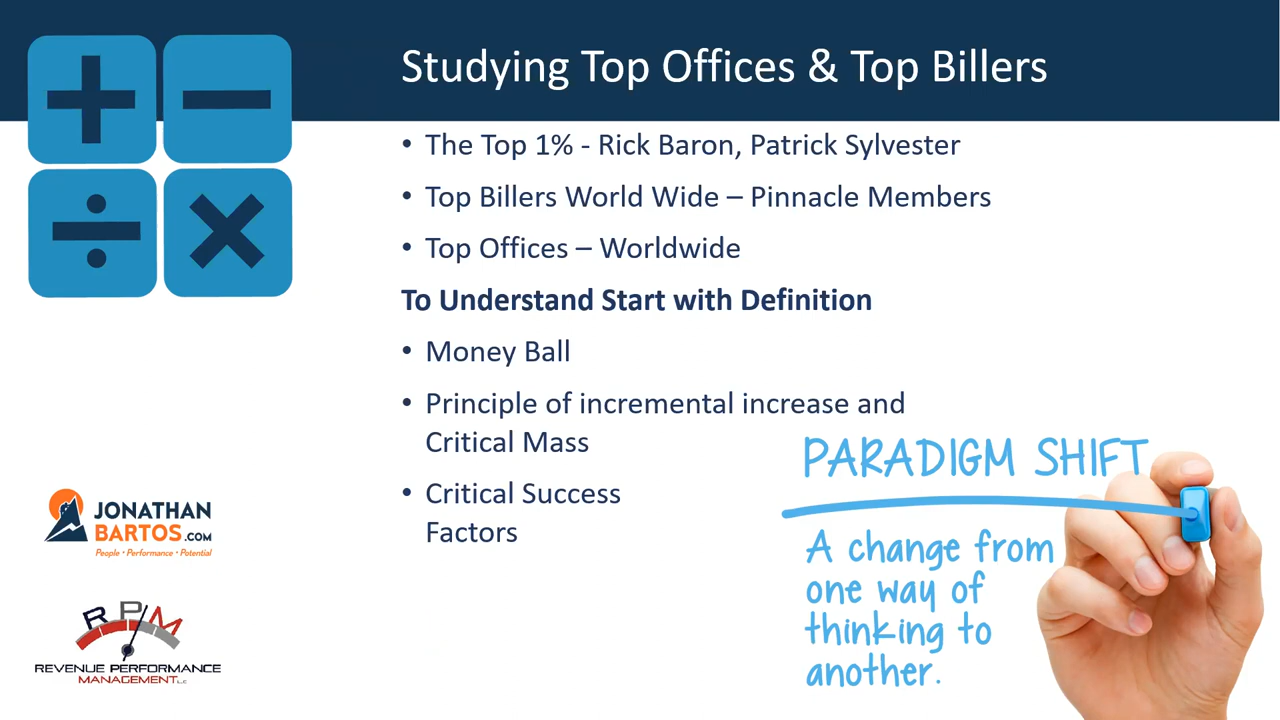 Studying Top Offices & Top Billers
• The Top 1% - Rick Baron, Patrick Sylvester
• Top Billers World Wide – Pinnacle Members
• Top Offices – Worldwide
To Understand Start with Definition
• Money Ball
• Principle of incremental increase and
Critical Mass
• Critical Success
Factors
PARADIGM SHIFT
A change from
one way of
thinking to
another.
JONATHAN
BARTOS.COM
People • Performance • Potential
RPM
REVENUE PERFORMANCE
MANAGEMENT LLC